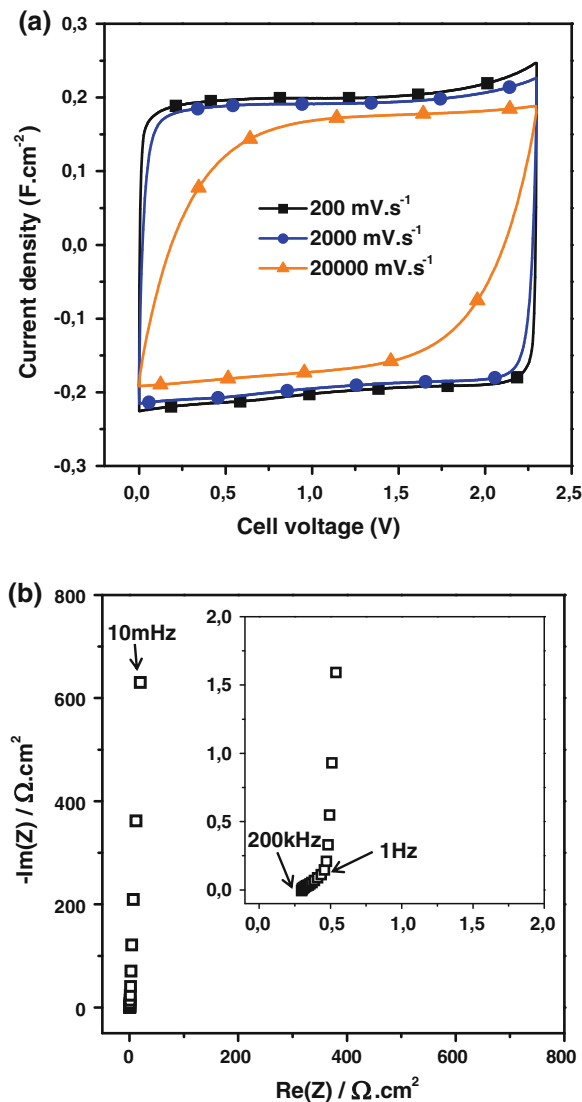 (a)
0,3
0,2
0,1
0,0
-0,1
-0,2
-0,3
Current density (F.cm⁻²)
200 mV.s⁻¹
2000 mV.s⁻¹
20000 mV.s⁻¹
0,0 0,5 1,0 1,5 2,0 2,5
Cell voltage (V)
(b)
800
600
400
200
0
-Im(Z) / Ω.cm²
10mHz
2,0
1,5
1,0
0,5
0,0
200kHz
1Hz
0,0 0,5 1,0 1,5 2,0
0 200 400 600 800
Re(Z) / Ω.cm²